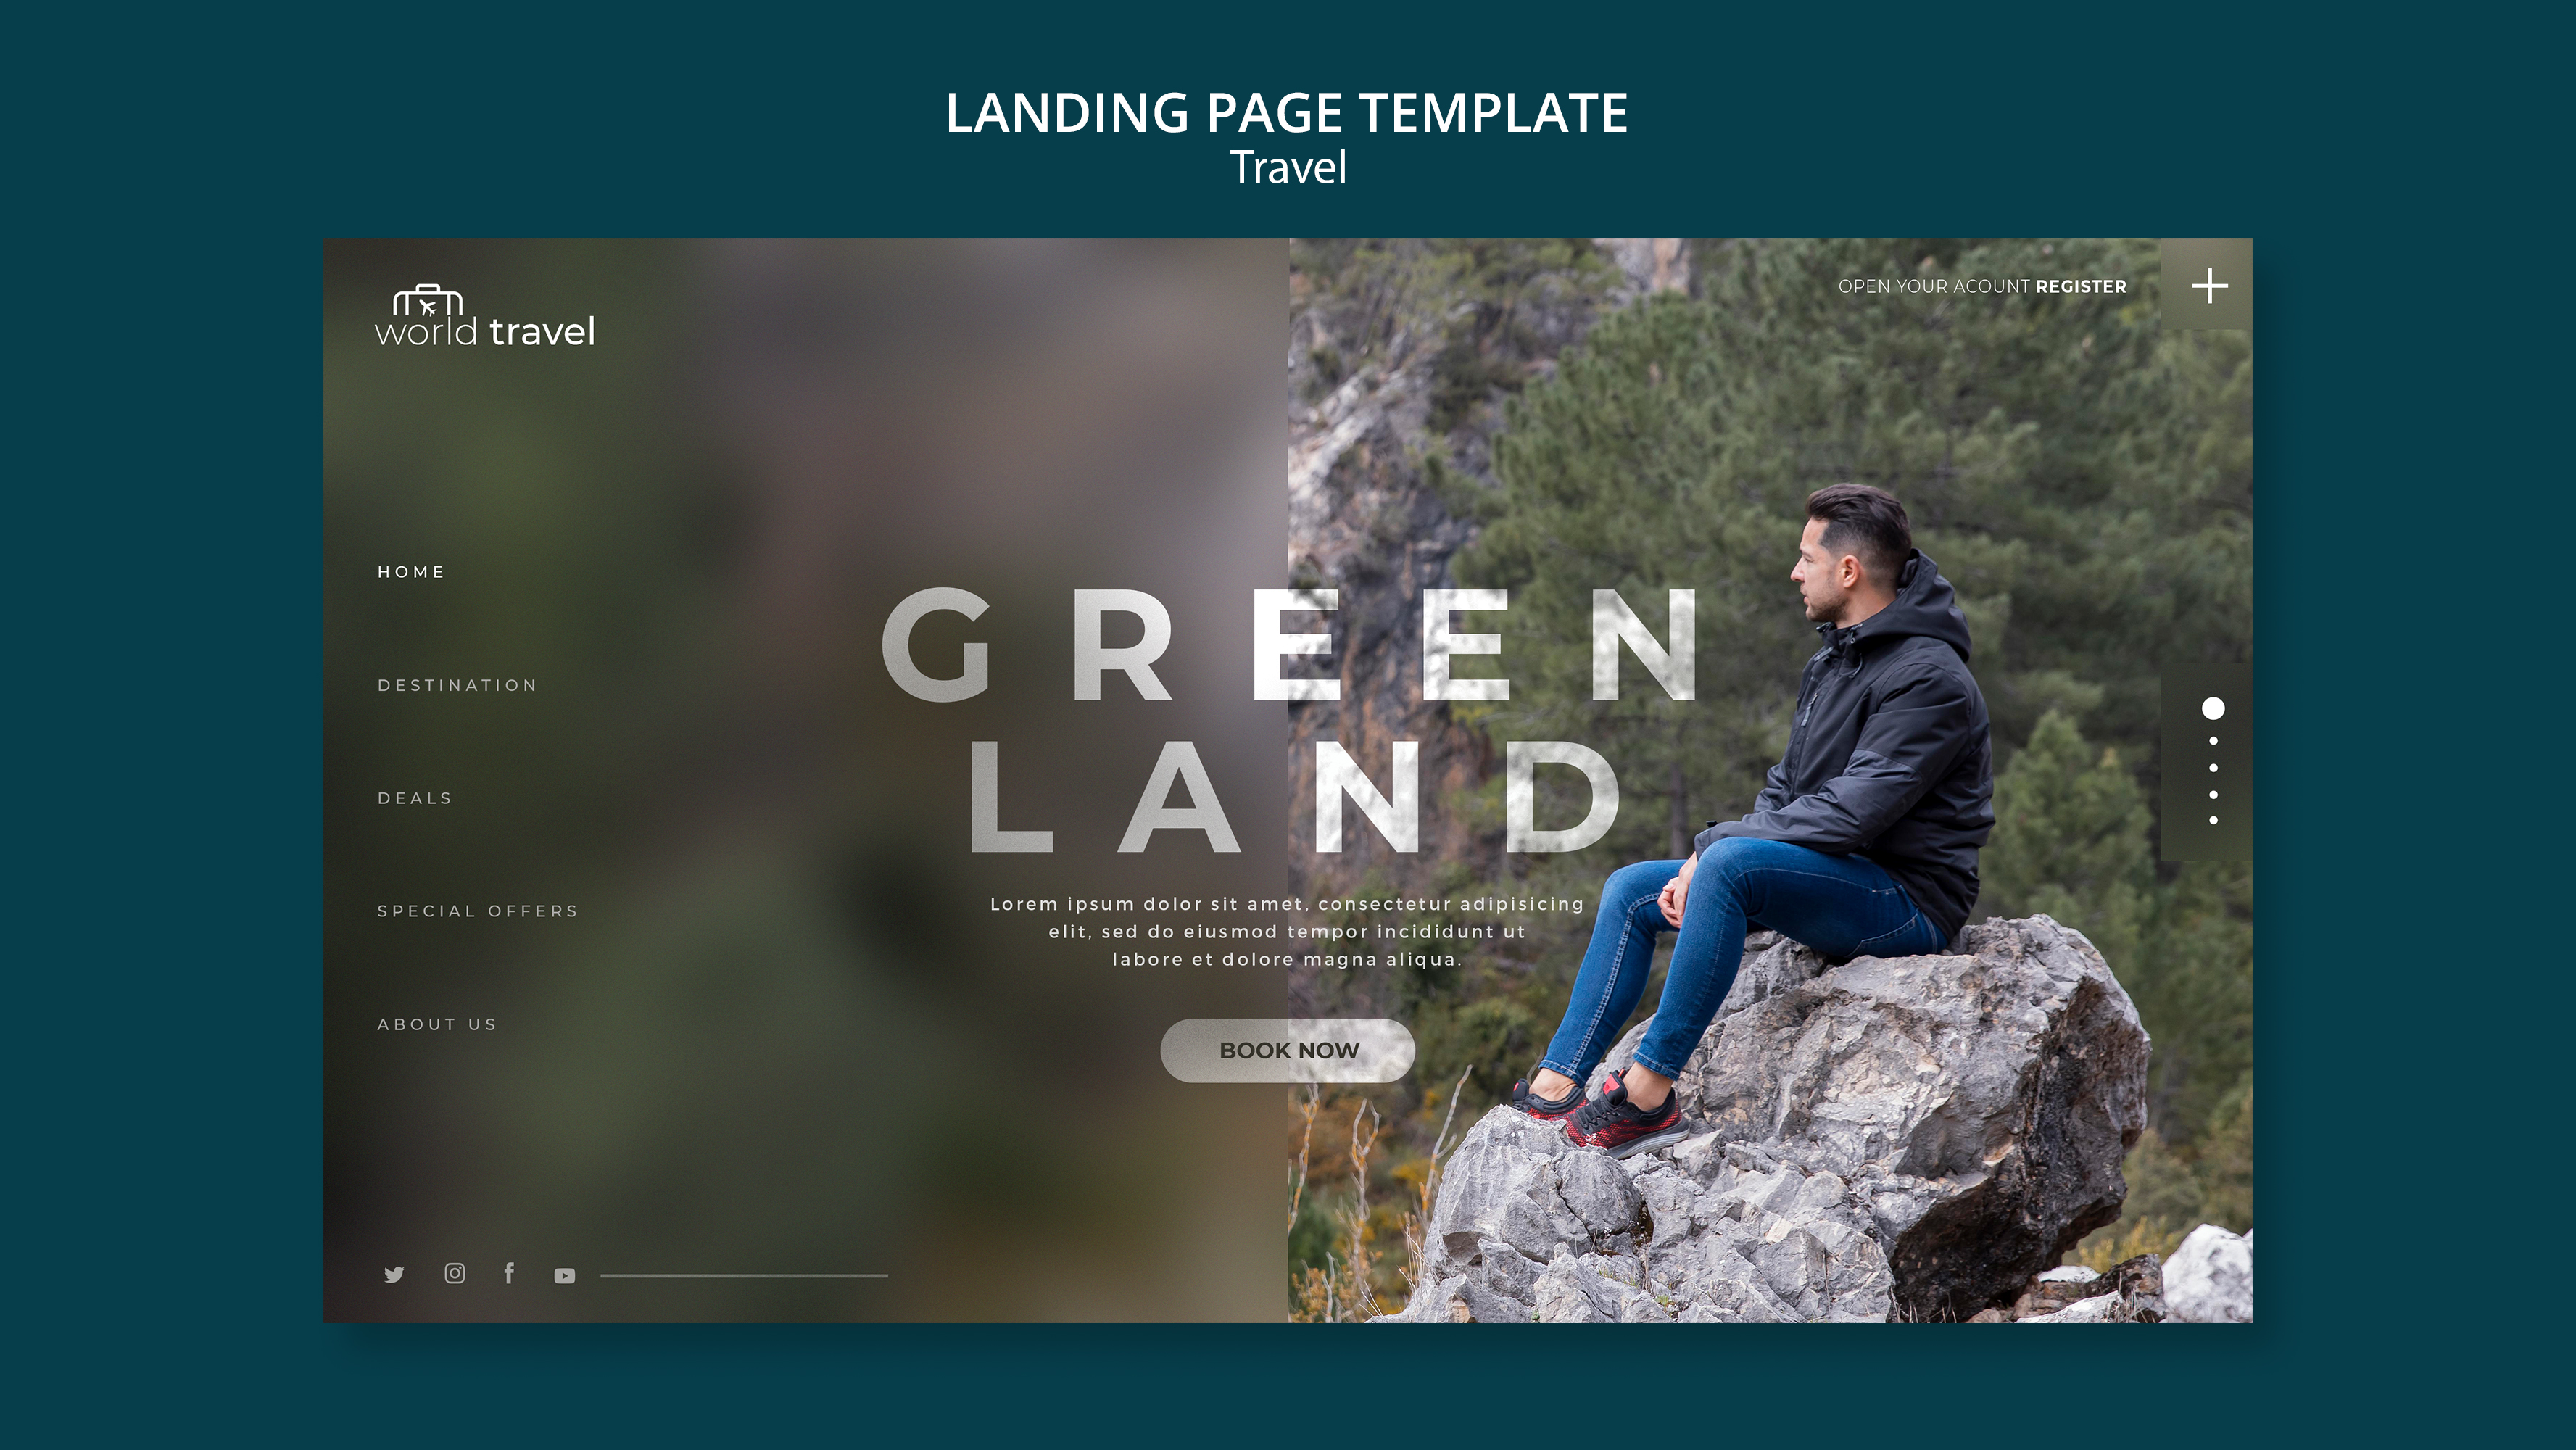 LANDING PAGE TEMPLATE
Travel
world travel
OPEN YOUR ACOUNT REGISTER
HOME
DESTINATION
DEALS
SPECIAL OFFERS
ABOUT US
GREEN
LAND
Lorem ipsum dolor sit amet, consectetur adipisicing
elit, sed do eiusmod tempor incididunt ut
labore et dolore magna aliqua.
BOOK NOW